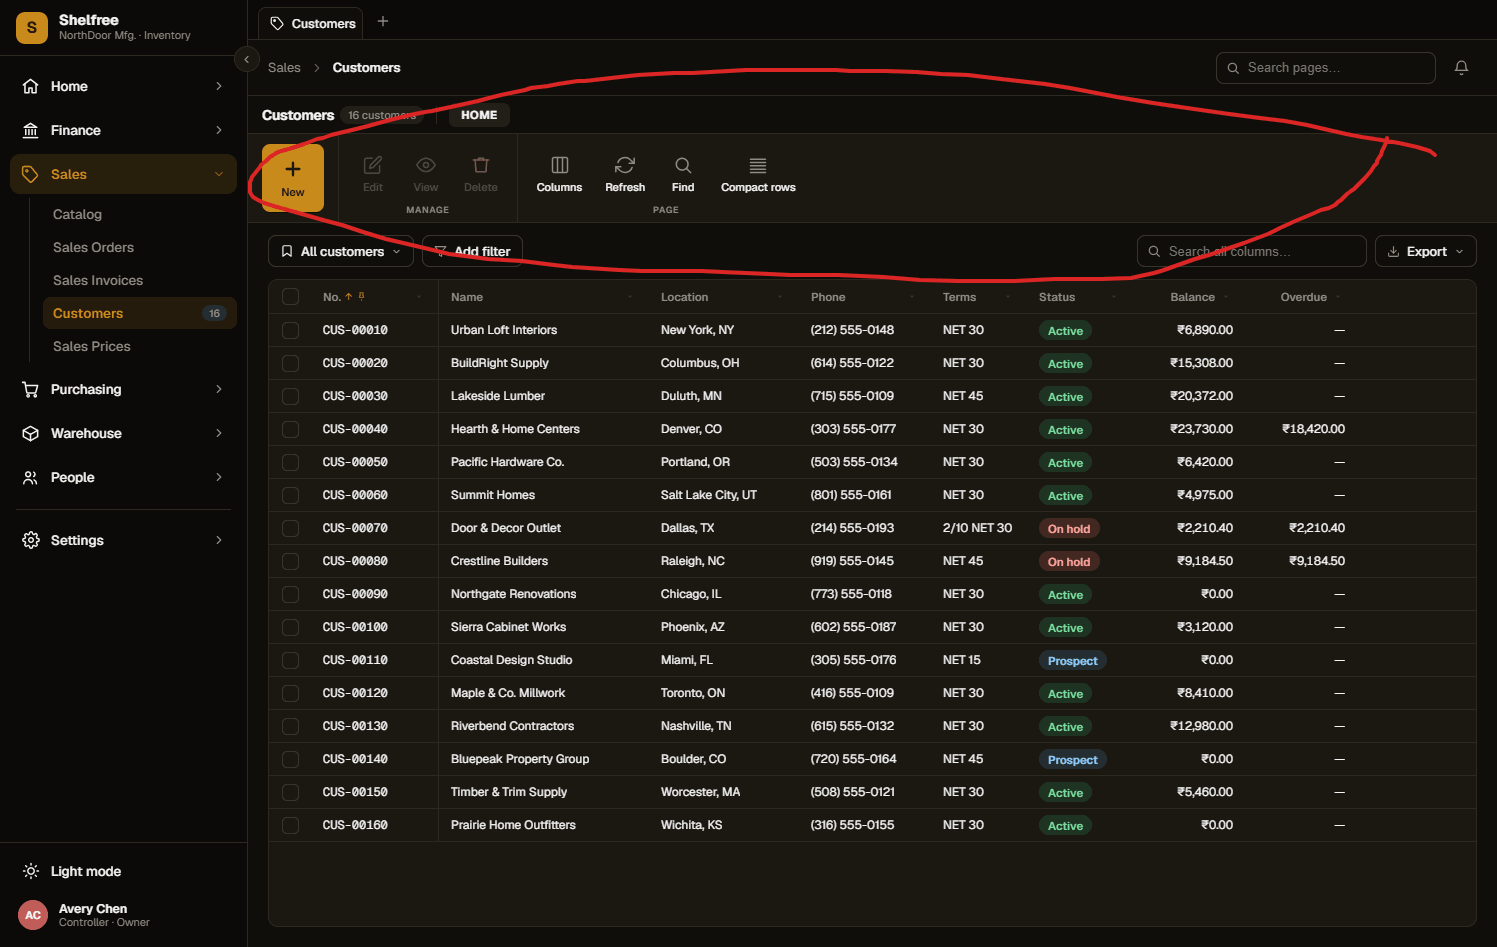 S
Shelfree
NorthDoor Mfg. · Inventory
Home
Finance
Sales
Catalog
Sales Orders
Sales Invoices
Customers 16
Sales Prices
Purchasing
Warehouse
People
Settings
Light mode
AC
Avery Chen
Controller · Owner
Customers
Sales > Customers
Search pages...
Customers 16 customers HOME
New
Edit View Delete
MANAGE
Columns Refresh Find Compact rows
PAGE
All customers Add filter
Search all columns...
Export
No. Name Location Phone Terms Status Balance Overdue
CUS-00010 Urban Loft Interiors New York, NY (212) 555-0148 NET 30 Active ₹6,890.00 —
CUS-00020 BuildRight Supply Columbus, OH (614) 555-0122 NET 30 Active ₹15,308.00 —
CUS-00030 Lakeside Lumber Duluth, MN (715) 555-0109 NET 45 Active ₹20,372.00 —
CUS-00040 Hearth & Home Centers Denver, CO (303) 555-0177 NET 30 Active ₹23,730.00 ₹18,420.00
CUS-00050 Pacific Hardware Co. Portland, OR (503) 555-0134 NET 30 Active ₹6,420.00 —
CUS-00060 Summit Homes Salt Lake City, UT (801) 555-0161 NET 30 Active ₹4,975.00 —
CUS-00070 Door & Decor Outlet Dallas, TX (214) 555-0193 2/10 NET 30 On hold ₹2,210.40 ₹2,210.40
CUS-00080 Crestline Builders Raleigh, NC (919) 555-0145 NET 45 On hold ₹9,184.50 ₹9,184.50
CUS-00090 Northgate Renovations Chicago, IL (773) 555-0118 NET 30 Active ₹0.00 —
CUS-00100 Sierra Cabinet Works Phoenix, AZ (602) 555-0187 NET 30 Active ₹3,120.00 —
CUS-00110 Coastal Design Studio Miami, FL (305) 555-0176 NET 15 Prospect ₹0.00 —
CUS-00120 Maple & Co. Millwork Toronto, ON (416) 555-0109 NET 30 Active ₹8,410.00 —
CUS-00130 Riverbend Contractors Nashville, TN (615) 555-0132 NET 30 Active ₹12,980.00 —
CUS-00140 Bluepeak Property Group Boulder, CO (720) 555-0164 NET 45 Prospect ₹0.00 —
CUS-00150 Timber & Trim Supply Worcester, MA (508) 555-0121 NET 30 Active ₹5,460.00 —
CUS-00160 Prairie Home Outfitters Wichita, KS (316) 555-0155 NET 30 Active ₹0.00 —